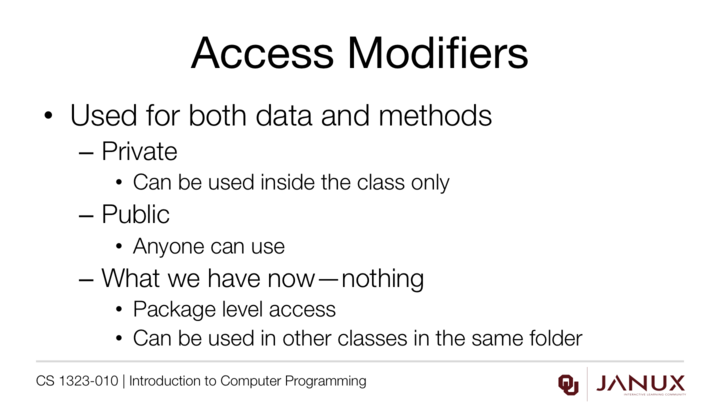 Access Modifiers
• Used for both data and methods
– Private
• Can be used inside the class only
– Public
• Anyone can use
– What we have now—nothing
• Package level access
• Can be used in other classes in the same folder
CS 1323-010 | Introduction to Computer Programming
OU
JANUX
INTERACTIVE LEARNING COMMUNITY